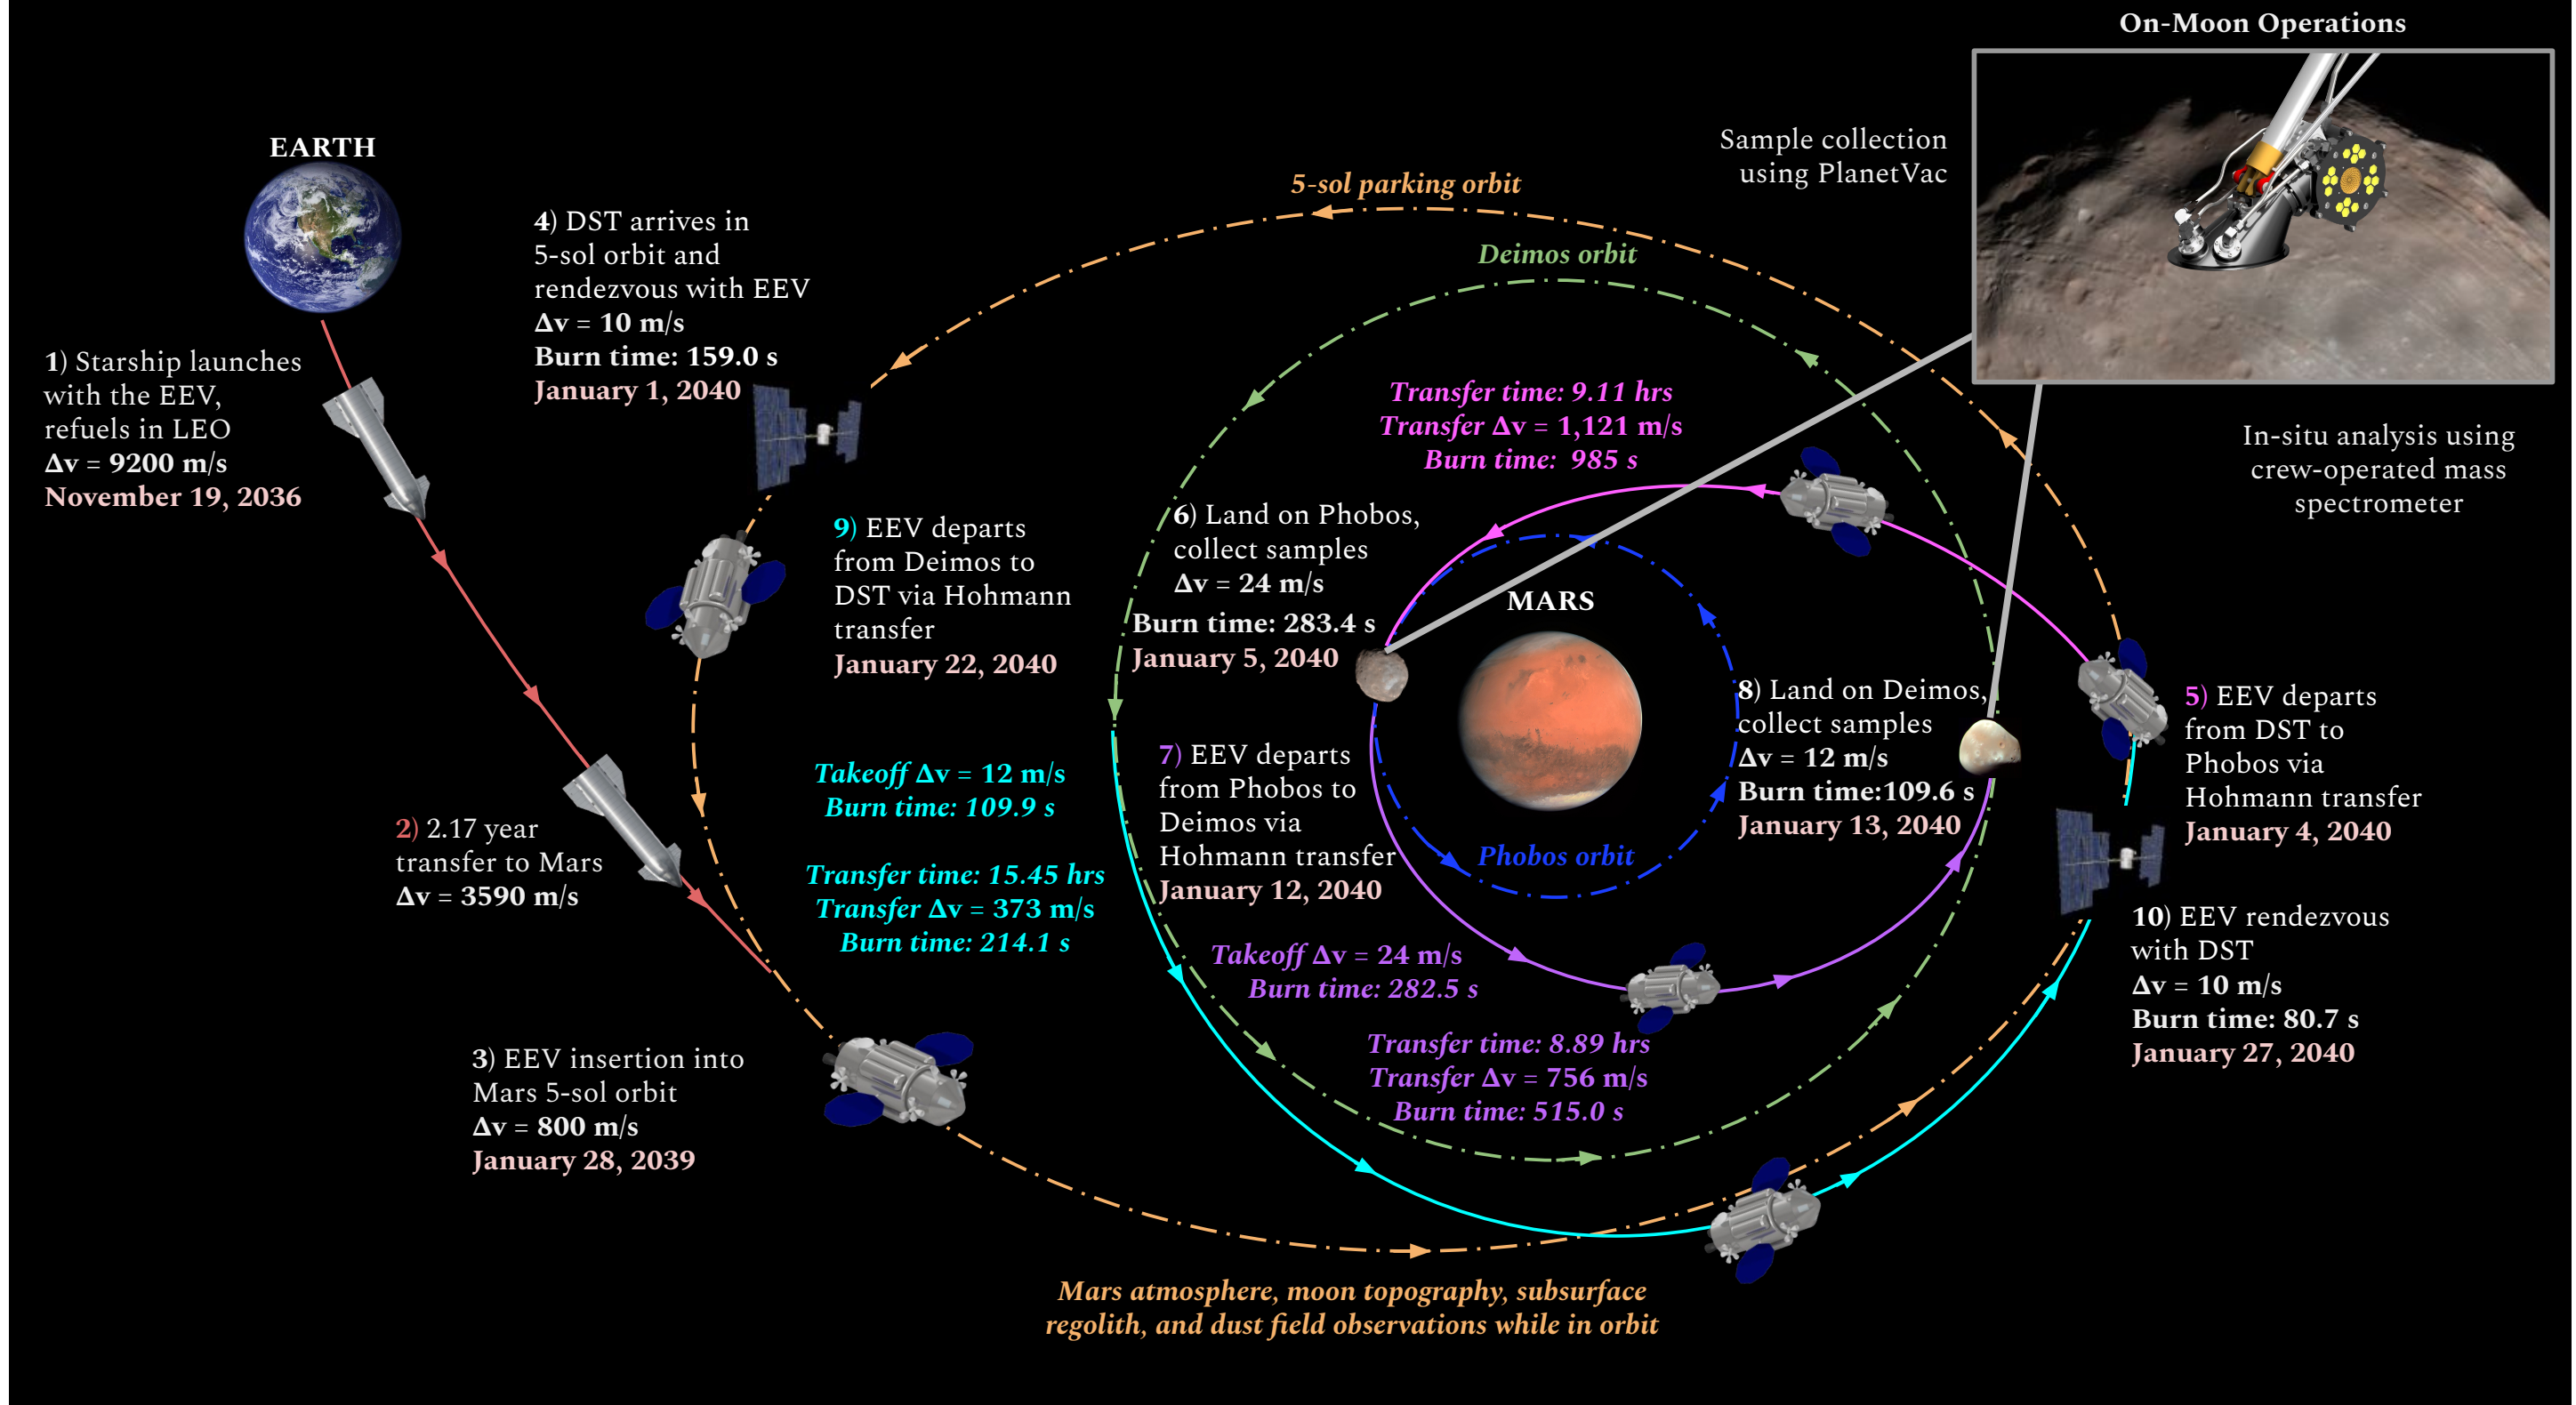 On-Moon Operations
Sample collection
using PlanetVac
In-situ analysis using
crew-operated mass
spectrometer
EARTH
1) Starship launches
with the EEV,
refuels in LEO
Δv = 9200 m/s
November 19, 2036
2) 2.17 year
transfer to Mars
Δv = 3590 m/s
3) EEV insertion into
Mars 5-sol orbit
Δv = 800 m/s
January 28, 2039
4) DST arrives in
5-sol orbit and
rendezvous with EEV
Δv = 10 m/s
Burn time: 159.0 s
January 1, 2040
5-sol parking orbit
Deimos orbit
Transfer time: 9.11 hrs
Transfer Δv = 1,121 m/s
Burn time: 985 s
5) EEV departs
from DST to
Phobos via
Hohmann transfer
January 4, 2040
6) Land on Phobos,
collect samples
Δv = 24 m/s
Burn time: 283.4 s
January 5, 2040
MARS
Phobos orbit
7) EEV departs
from Phobos to
Deimos via
Hohmann transfer
January 12, 2040
Takeoff Δv = 24 m/s
Burn time: 282.5 s
Transfer time: 8.89 hrs
Transfer Δv = 756 m/s
Burn time: 515.0 s
8) Land on Deimos,
collect samples
Δv = 12 m/s
Burn time:109.6 s
January 13, 2040
9) EEV departs
from Deimos to
DST via Hohmann
transfer
January 22, 2040
Takeoff Δv = 12 m/s
Burn time: 109.9 s
Transfer time: 15.45 hrs
Transfer Δv = 373 m/s
Burn time: 214.1 s
10) EEV rendezvous
with DST
Δv = 10 m/s
Burn time: 80.7 s
January 27, 2040
Mars atmosphere, moon topography, subsurface
regolith, and dust field observations while in orbit